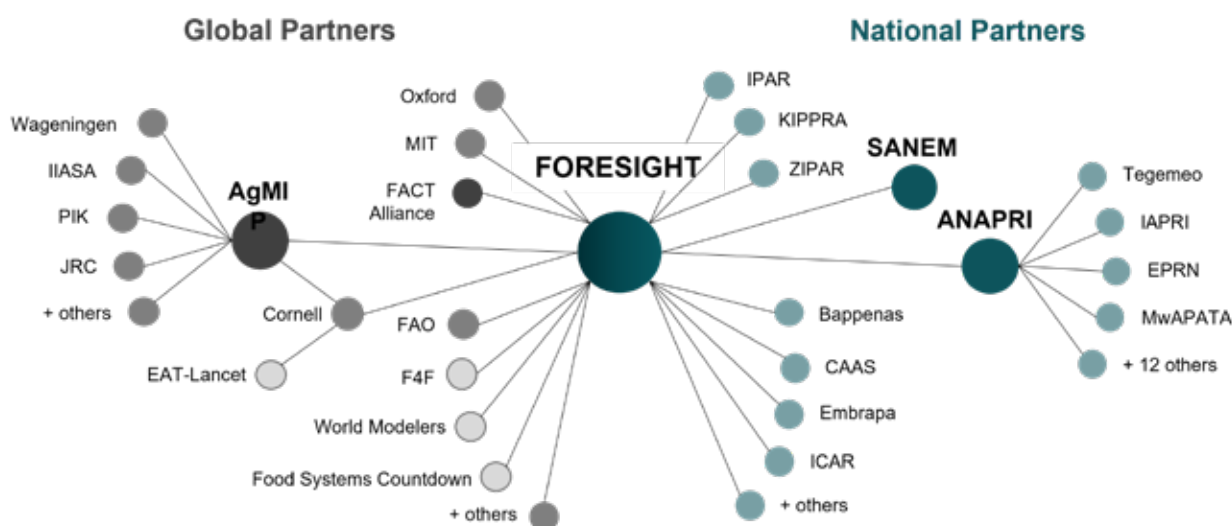 Global Partners
National Partners
Wageningen
IIASA
PIK
JRC
+ others
AgMI
P
Cornell
EAT-Lancet
Oxford
MIT
FACT
Alliance
FAO
F4F
World Modelers
Food Systems Countdown
+ others
FORESIGHT
IPAR
KIPPRA
ZIPAR
SANEM
ANAPRI
Bappenas
CAAS
Embrapa
ICAR
+ others
Tegemeo
IAPRI
EPRN
MwAPATA
+ 12 others